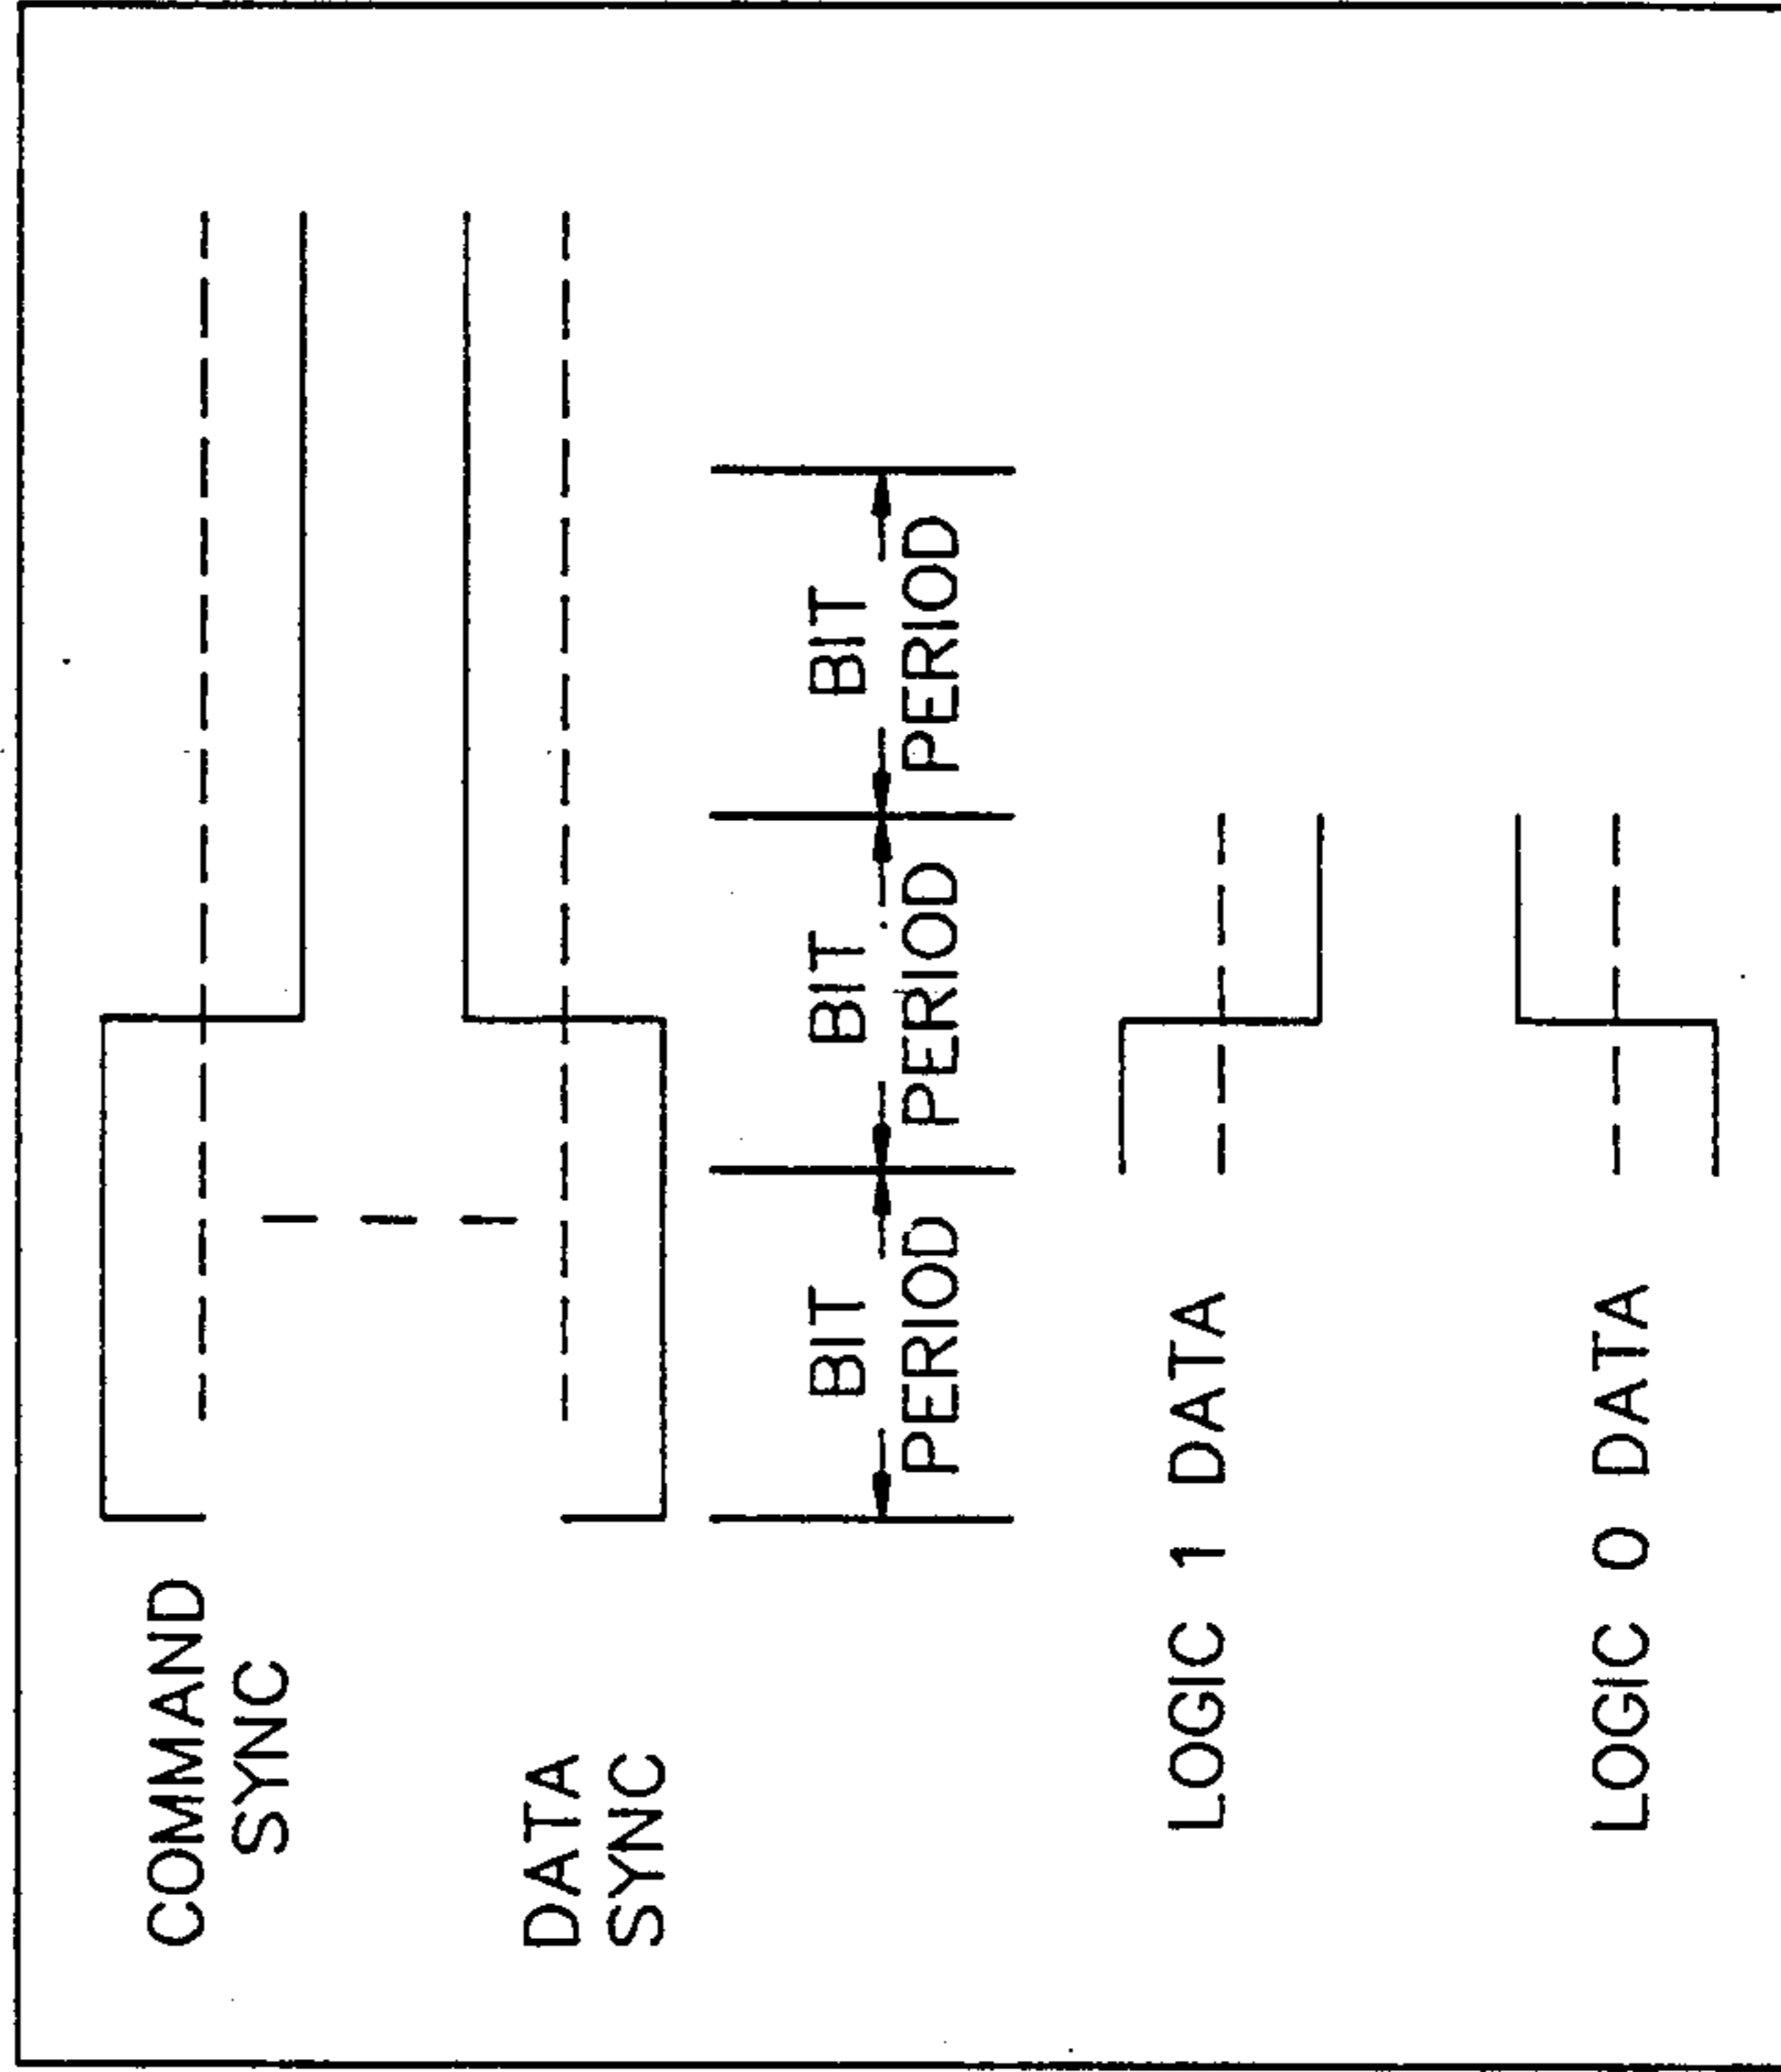 COMMAND
SYNC
DATA
SYNC
BIT
PERIOD
BIT
PERIOD
BIT
PERIOD
LOGIC 1 DATA
LOGIC 0 DATA